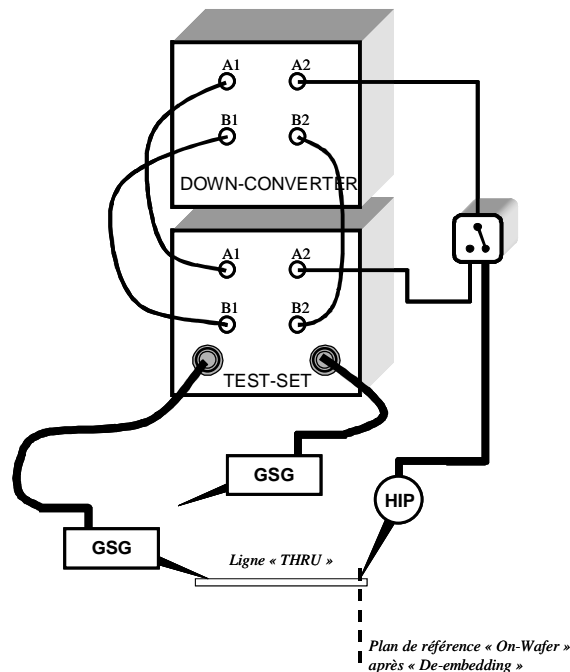 A1 A2
B1 B2
DOWN-CONVERTER
A1 A2
B1 B2
TEST-SET
GSG
HIP
GSG
Ligne « THRU »
Plan de référence « On-Wafer »
après « De-embedding »